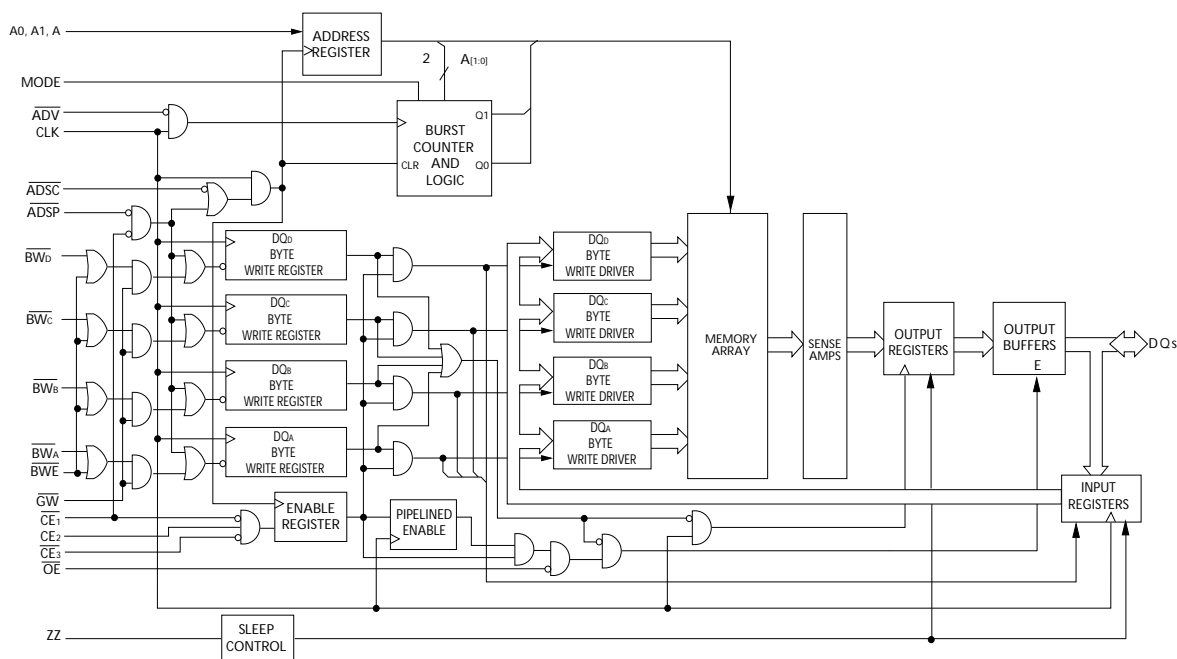 A0, A1, A
ADDRESS
REGISTER
2
A[1:0]
MODE
ADV
CLK
BURST
COUNTER
AND
LOGIC
CLR
Q1
Q0
ADSC
ADSP
BWD
BWC
BWB
BWA
BWE
GW
CE1
CE2
CE3
OE
ZZ
DQD
BYTE
WRITE REGISTER
DQC
BYTE
WRITE REGISTER
DQB
BYTE
WRITE REGISTER
DQA
BYTE
WRITE REGISTER
ENABLE
REGISTER
PIPELINED
ENABLE
SLEEP
CONTROL
DQD
BYTE
WRITE DRIVER
DQC
BYTE
WRITE DRIVER
DQB
BYTE
WRITE DRIVER
DQA
BYTE
WRITE DRIVER
MEMORY
ARRAY
SENSE
AMPS
OUTPUT
REGISTERS
OUTPUT
BUFFERS
E
DQs
INPUT
REGISTERS